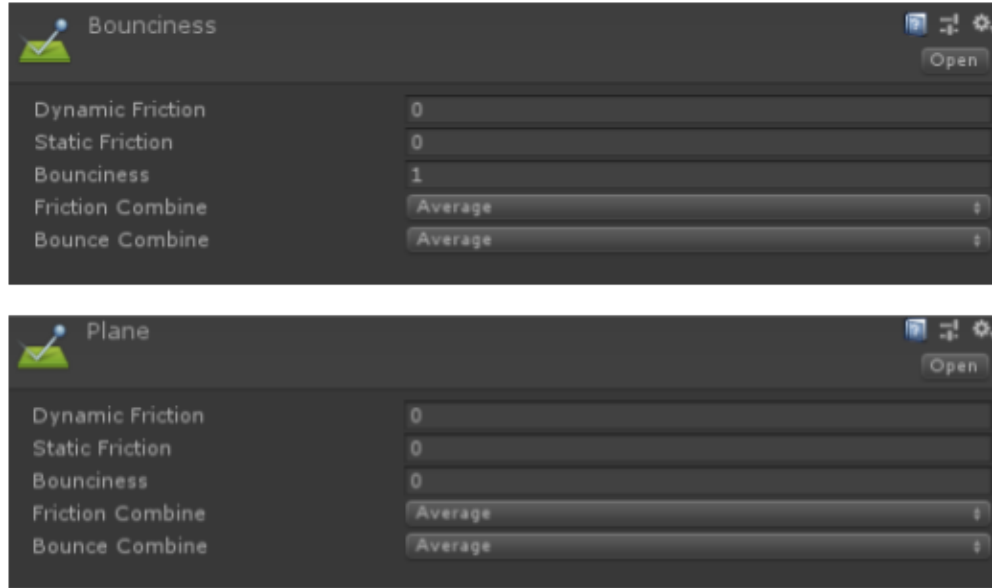 Bounciness
Open
Dynamic Friction 0
Static Friction 0
Bounciness 1
Friction Combine Average
Bounce Combine Average
Plane
Open
Dynamic Friction 0
Static Friction 0
Bounciness 0
Friction Combine Average
Bounce Combine Average